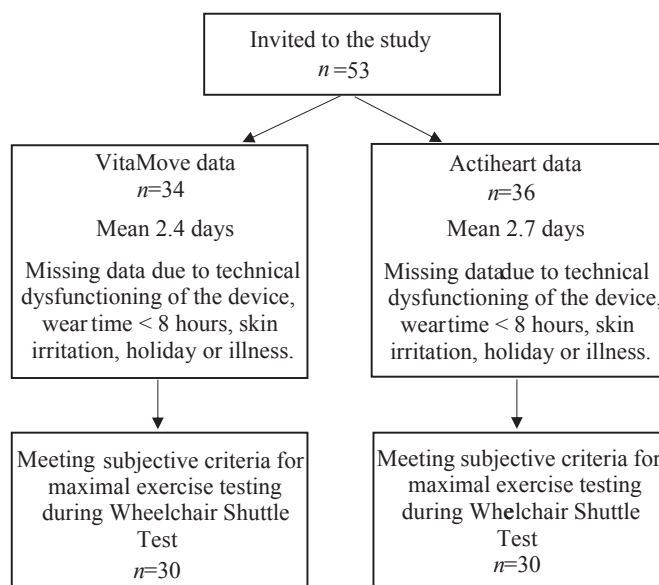 Invited to the study
n=53
VitaMove data
n=34
Mean 2.4 days
Missing data due to technical
dysfunctioning of the device,
wear time < 8 hours, skin
irritation, holiday or illness.
Actiheart data
n=36
Mean 2.7 days
Missing data due to technical
dysfunctioning of the device,
wear time < 8 hours, skin
irritation, holiday or illness.
Meeting subjective criteria for
maximal exercise testing
during Wheelchair Shuttle
Test
n=30
Meeting subjective criteria for
maximal exercise testing
during Whelchair Shuttle
Test
n=30